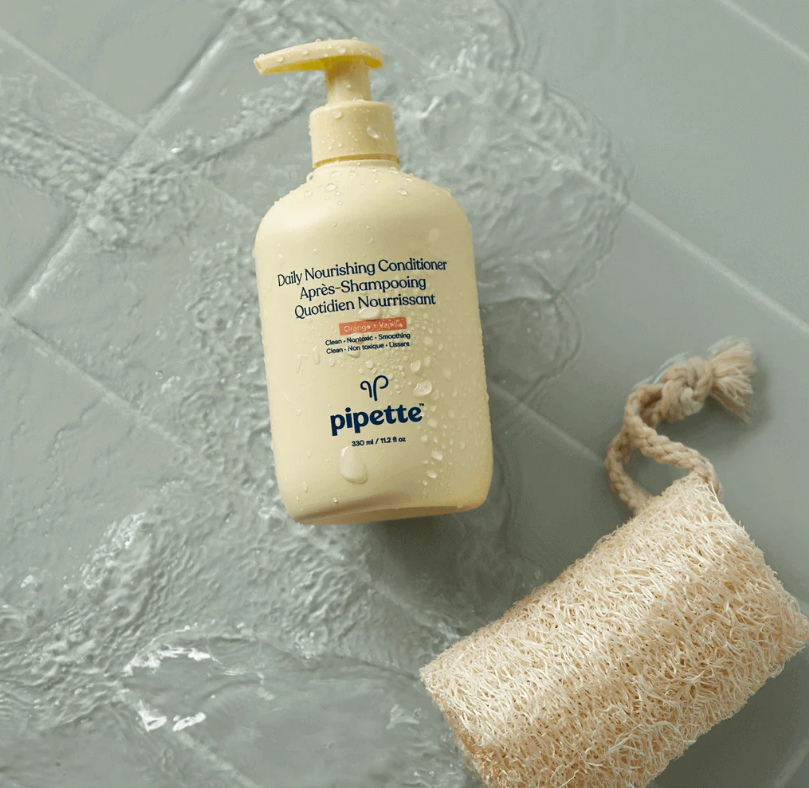 Daily Nourishing Conditioner
Après-Shampooing
Quotidien Nourrissant
Orange + Vanilla
Clean • Nontoxic • Smoothing
Clean • Non toxique • Lissant
pipette™
330 ml / 11.2 fl oz